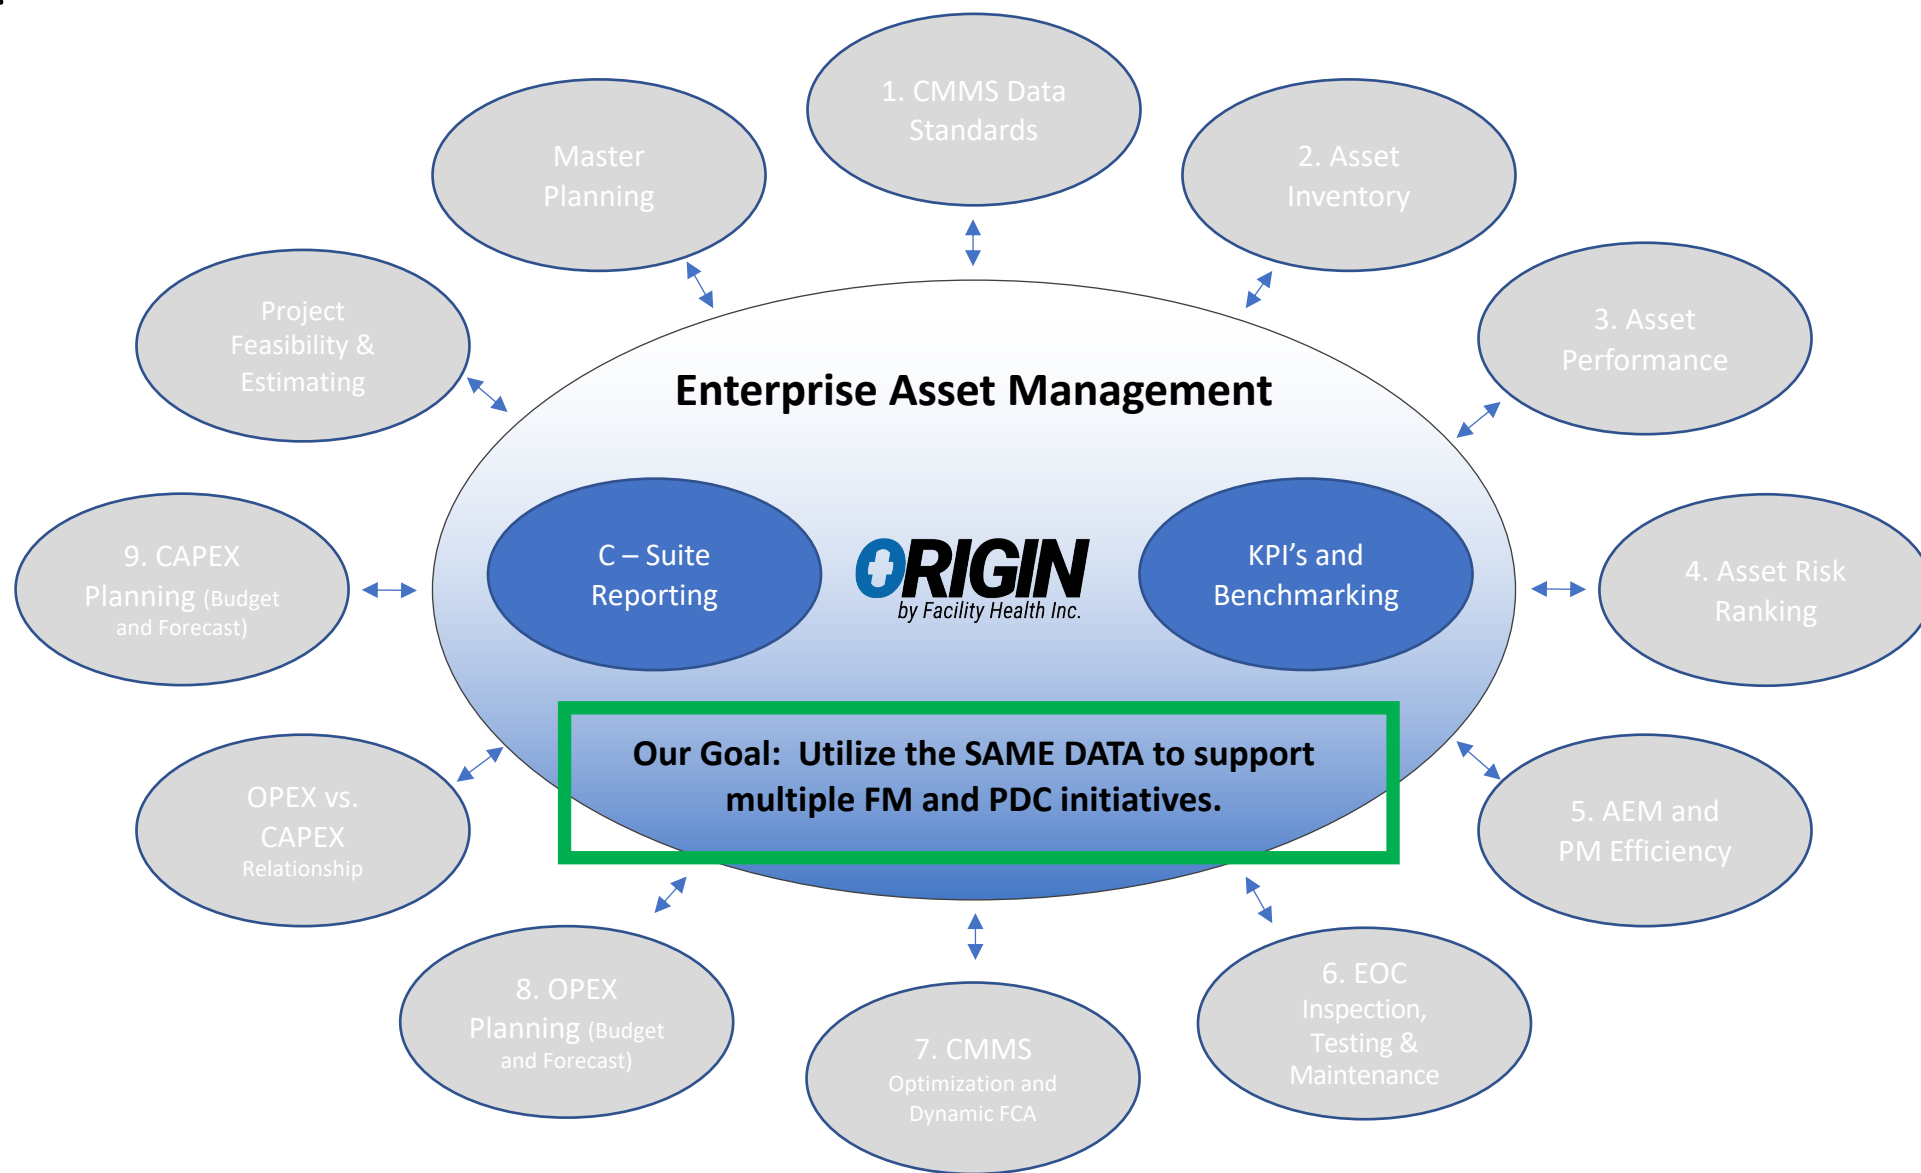 1. CMMS Data
Standards
2. Asset
Inventory
3. Asset
Performance
4. Asset Risk
Ranking
5. AEM and
PM Efficiency
6. EOC
Inspection,
Testing &
Maintenance
7. CMMS
Optimization and
Dynamic FCA
8. OPEX
Planning (Budget
and Forecast)
OPEX vs.
CAPEX
Relationship
9. CAPEX
Planning (Budget
and Forecast)
Project
Feasibility &
Estimating
Master
Planning
Enterprise Asset Management
C – Suite
Reporting
ORIGIN
by Facility Health Inc.
KPI's and
Benchmarking
Our Goal:  Utilize the SAME DATA to support
multiple FM and PDC initiatives.